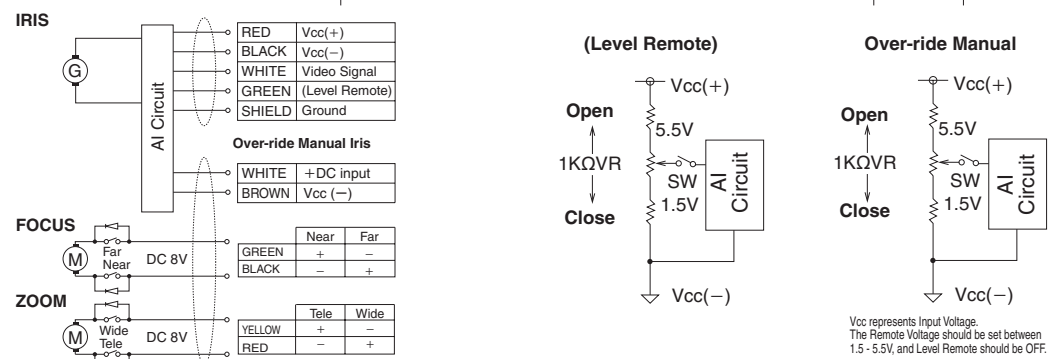 IRIS
G
AI Circuit
RED Vcc(+)
BLACK Vcc(−)
WHITE Video Signal
GREEN (Level Remote)
SHIELD Ground
Over-ride Manual Iris
WHITE +DC input
BROWN Vcc (−)
FOCUS
M
Far
Near
DC 8V
Near Far
GREEN + −
BLACK − +
ZOOM
M
Wide
Tele
DC 8V
Tele Wide
YELLOW + −
RED − +
(Level Remote)
Vcc(+)
Open
5.5V
1KΩVR
SW
AI Circuit
1.5V
Close
Vcc(−)
Over-ride Manual
Vcc(+)
Open
5.5V
1KΩVR
SW
AI Circuit
1.5V
Close
Vcc(−)
Vcc represents Input Voltage.
The Remote Voltage should be set between
1.5 - 5.5V, and Level Remote should be OFF.